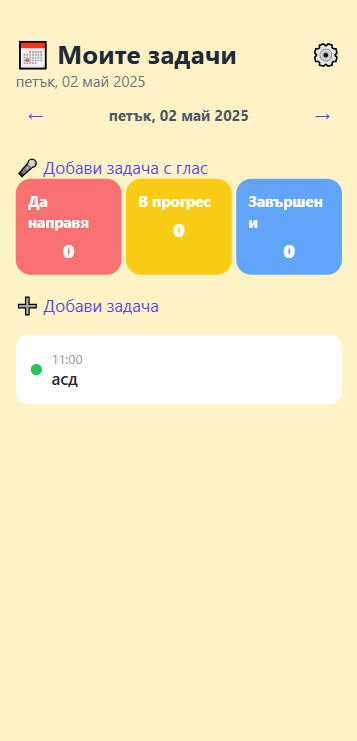 Моите задачи
петък, 02 май 2025
← петък, 02 май 2025 →
Добави задача с глас
Да
направя
0
В прогрес
0
Завършен
и
0
Добави задача
11:00
асд